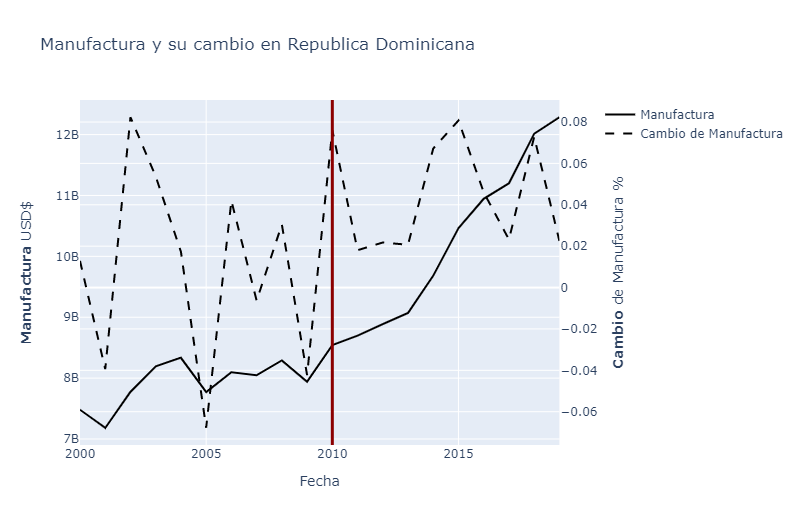 Manufactura y su cambio en Republica Dominicana
Manufactura
Cambio de Manufactura
12B
11B
10B
9B
8B
7B
Manufactura USD$
0.08
0.06
0.04
0.02
0
−0.02
−0.04
−0.06
Cambio de Manufactura %
2000
2005
2010
2015
Fecha